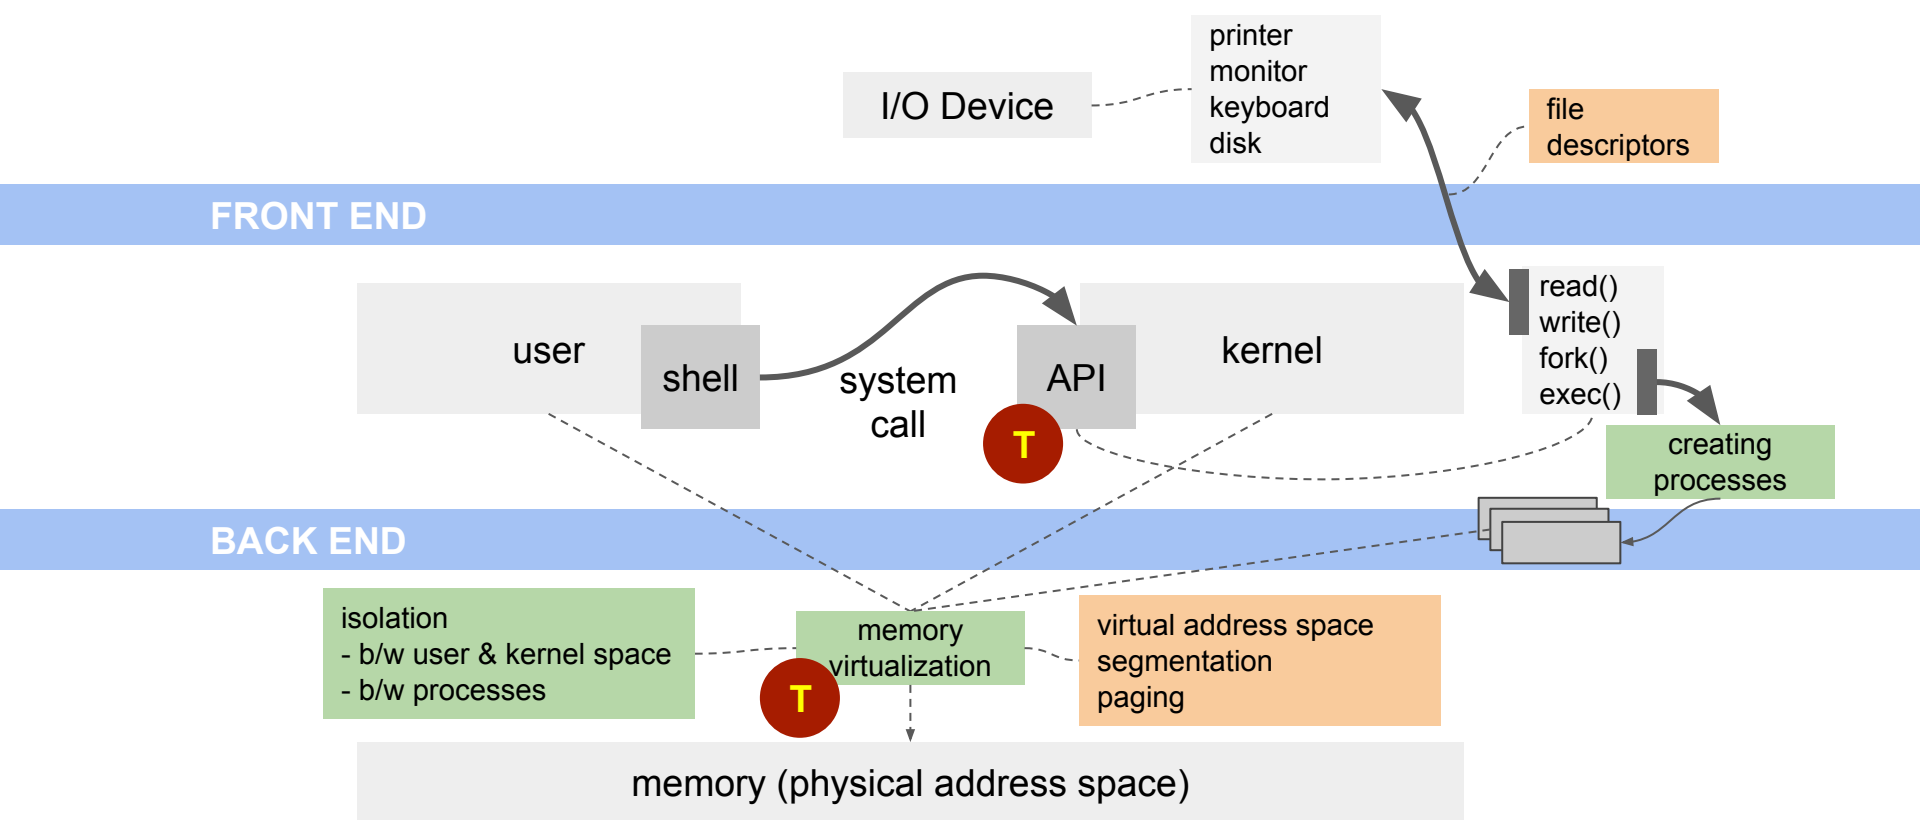 printer
monitor
keyboard
disk
I/O Device
file
descriptors
FRONT END
user
shell
system
call
API
T
kernel
read()
write()
fork()
exec()
creating
processes
BACK END
isolation
- b/w user & kernel space
- b/w processes
memory
virtualization
T
virtual address space
segmentation
paging
memory (physical address space)